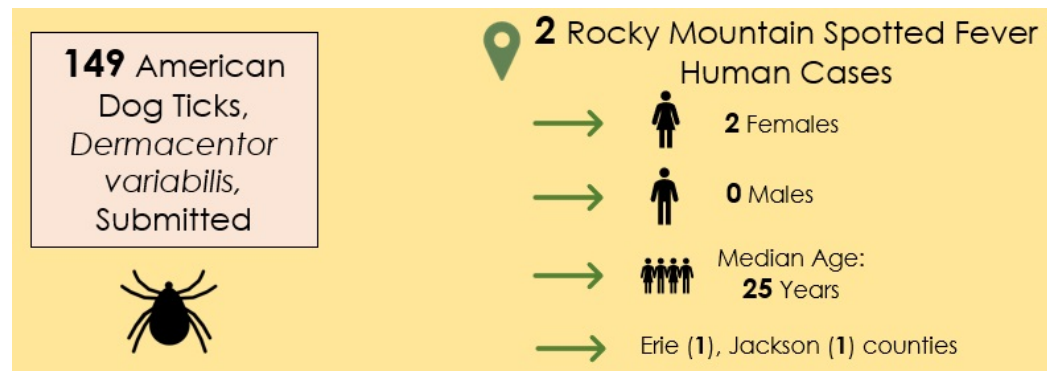 149 American
Dog Ticks,
Dermacentor
variabilis,
Submitted
2 Rocky Mountain Spotted Fever
Human Cases
2 Females
0 Males
Median Age:
25 Years
Erie (1), Jackson (1) counties